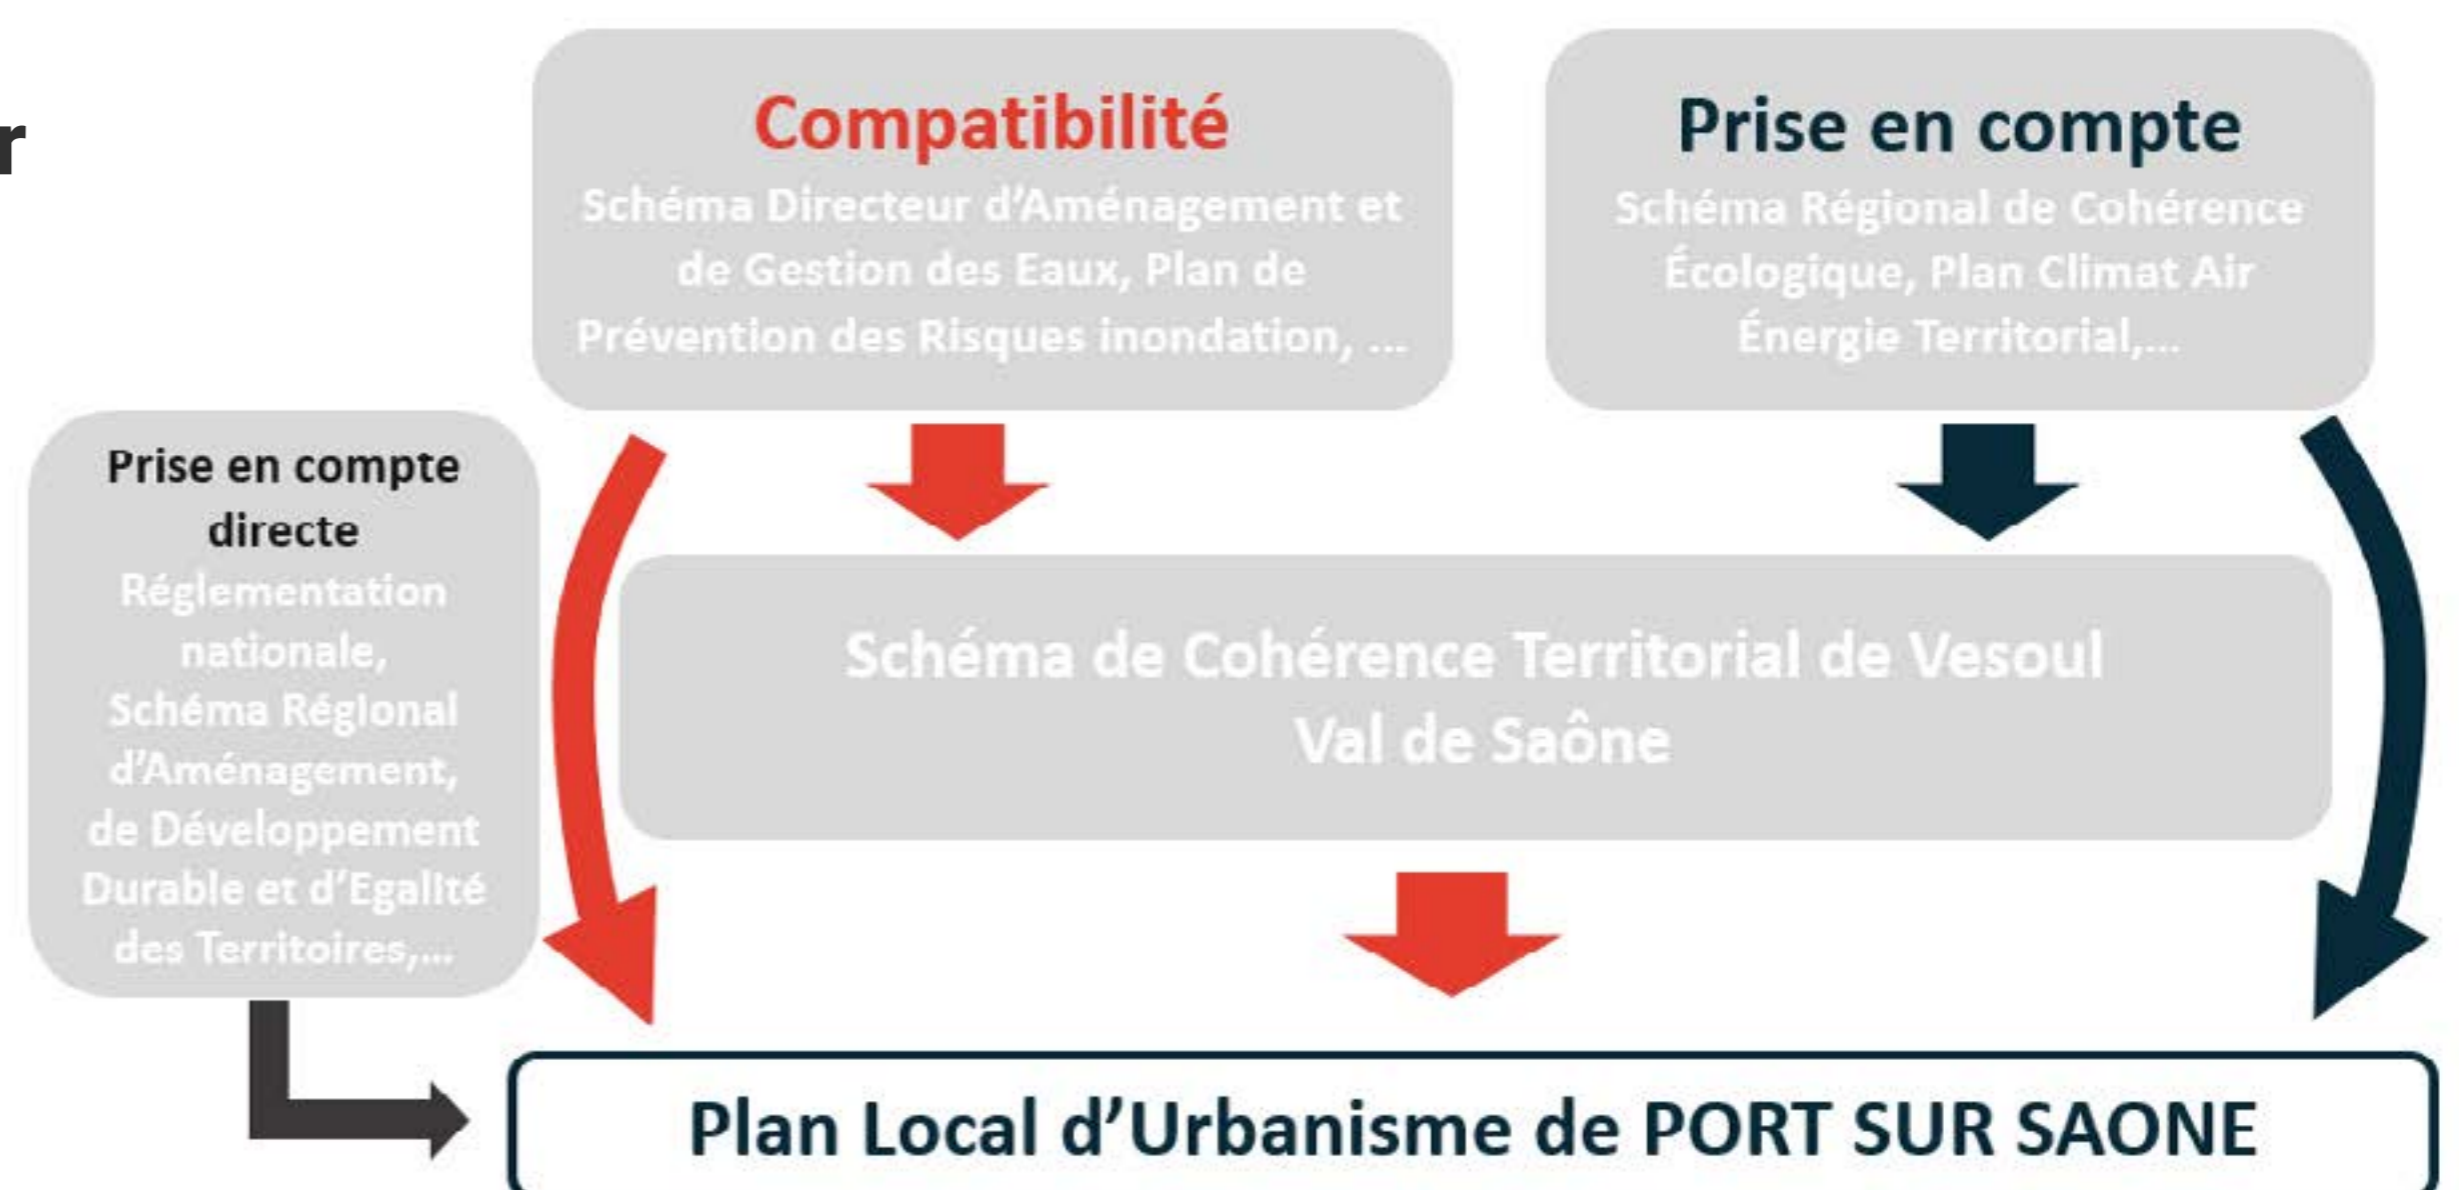 r
Compatibilité
Schéma Directeur d'Aménagement et
de Gestion des Eaux, Plan de
Prévention des Risques inondation, ...
Prise en compte
Schéma Régional de Cohérence
Écologique, Plan Climat Air
Énergie Territorial,...
Prise en compte
directe
Réglementation
nationale,
Schéma Régional
d'Aménagement,
de Développement
Durable et d'Egalité
des Territoires,...
Schéma de Cohérence Territorial de Vesoul
Val de Saône
Plan Local d'Urbanisme de PORT SUR SAONE